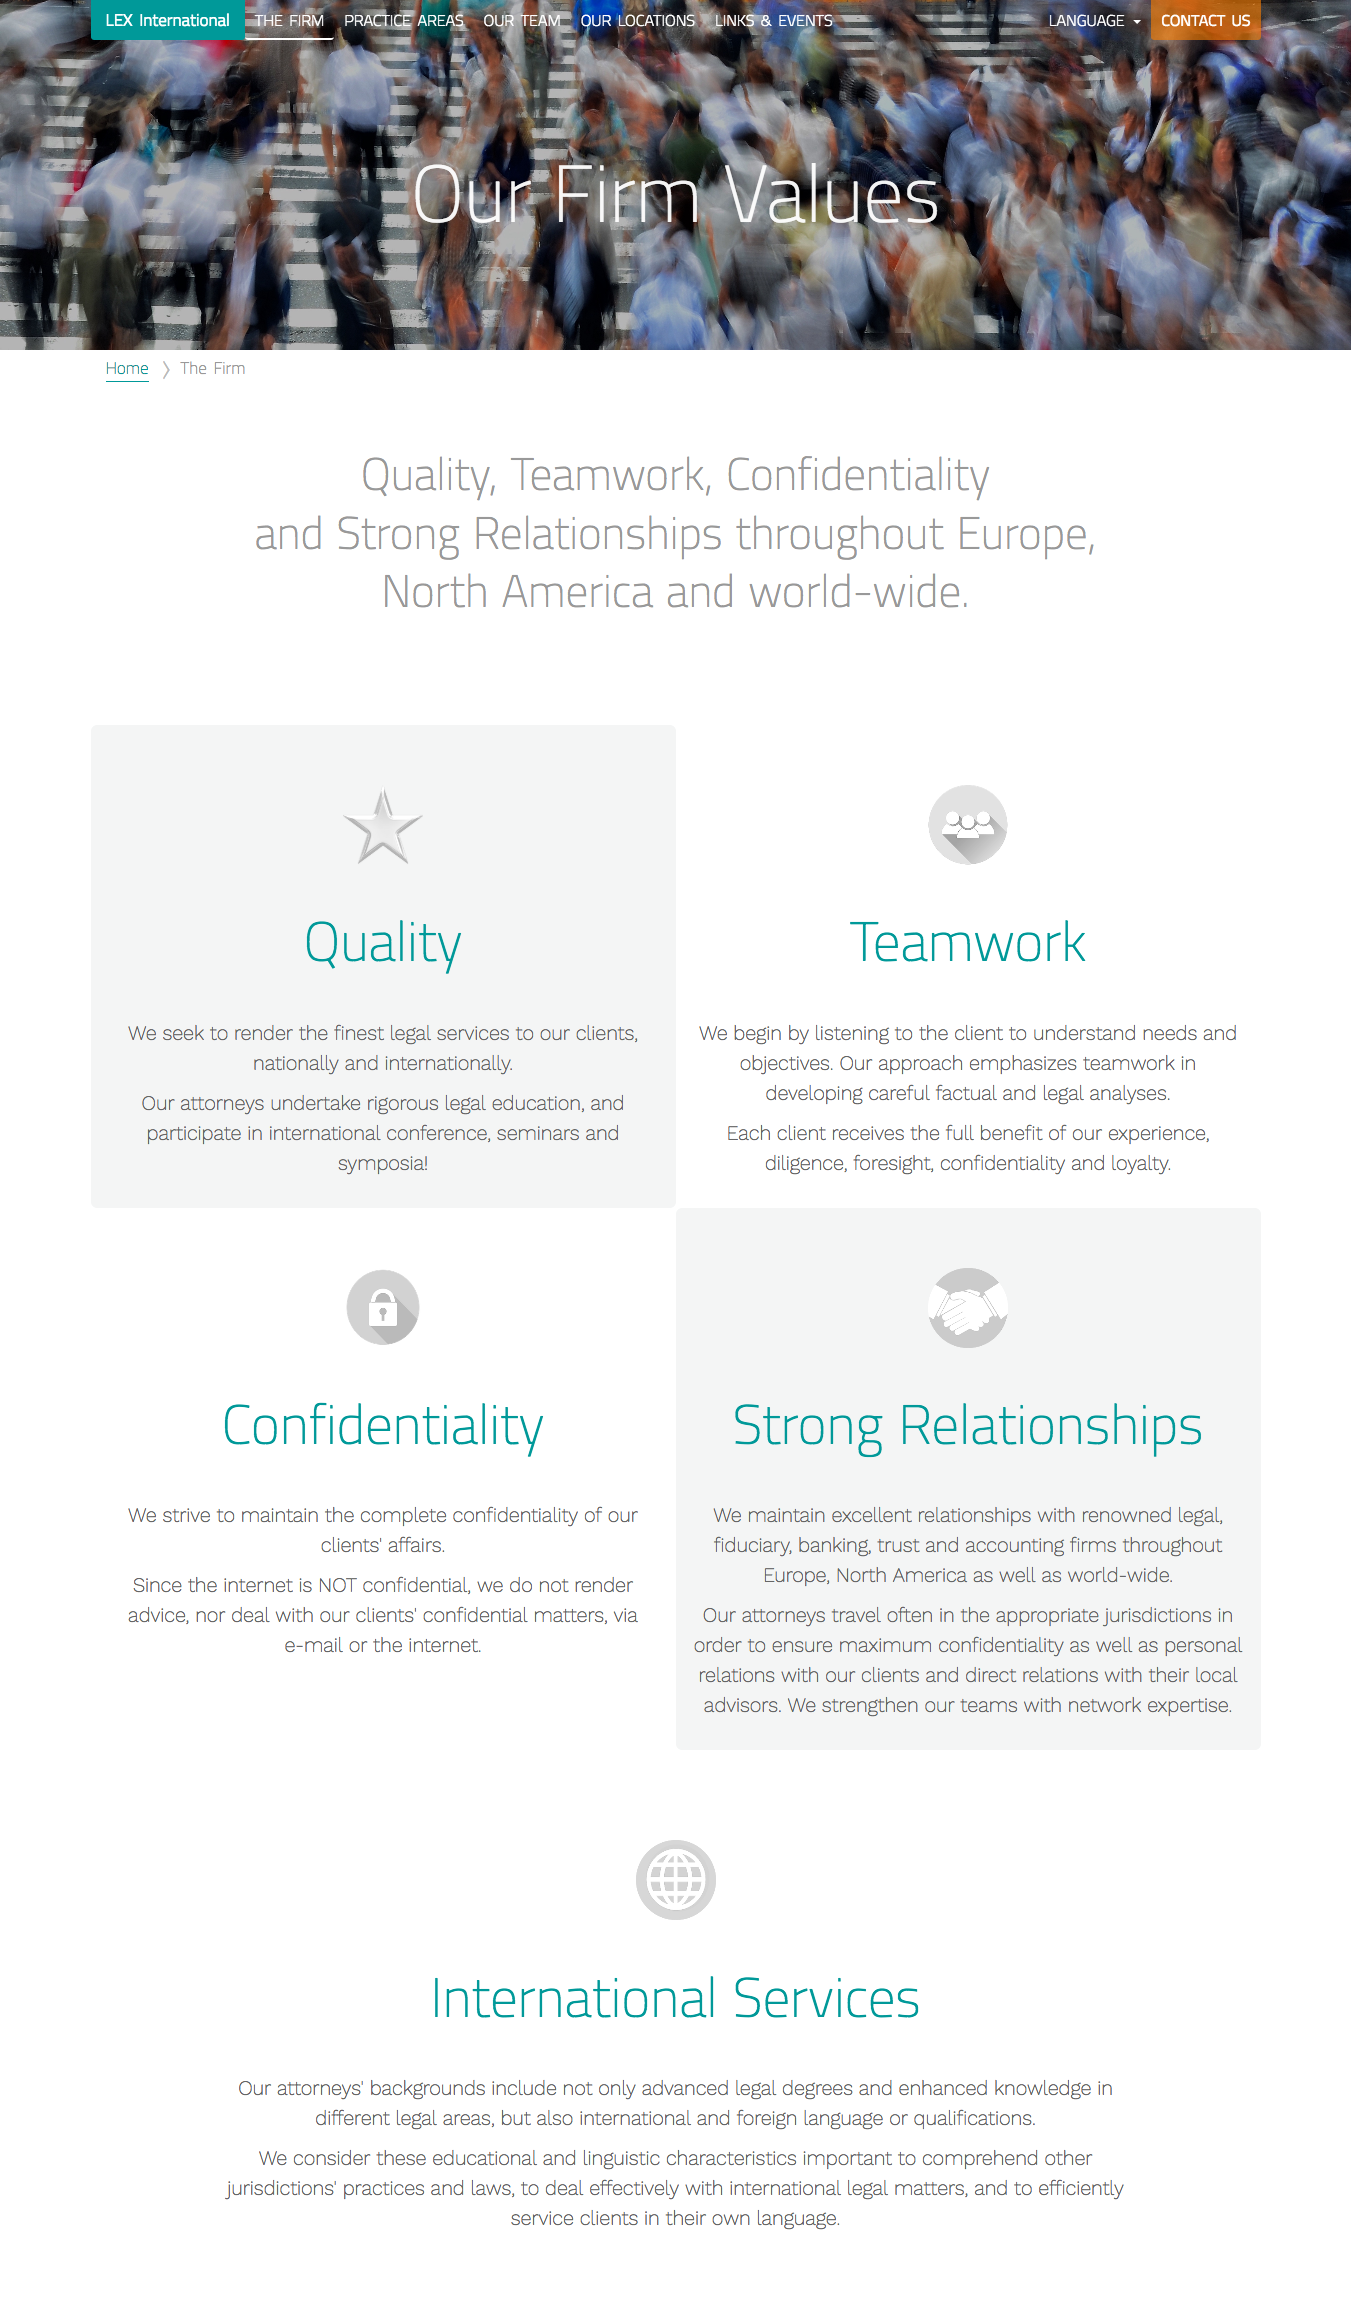 LEX International THE FIRM PRACTICE AREAS OUR TEAM OUR LOCATIONS LINKS & EVENTS LANGUAGE CONTACT US
Our Firm Values
Home The Firm
Quality, Teamwork, Confidentiality
and Strong Relationships throughout Europe,
North America and world-wide.
Quality
We seek to render the finest legal services to our clients,
nationally and internationally.
Our attorneys undertake rigorous legal education, and
participate in international conference, seminars and
symposia!
Teamwork
We begin by listening to the client to understand needs and
objectives. Our approach emphasizes teamwork in
developing careful factual and legal analyses.
Each client receives the full benefit of our experience,
diligence, foresight, confidentiality and loyalty.
Confidentiality
We strive to maintain the complete confidentiality of our
clients' affairs.
Since the internet is NOT confidential, we do not render
advice, nor deal with our clients' confidential matters, via
e-mail or the internet.
Strong Relationships
We maintain excellent relationships with renowned legal,
fiduciary, banking, trust and accounting firms throughout
Europe, North America as well as world-wide.
Our attorneys travel often in the appropriate jurisdictions in
order to ensure maximum confidentiality as well as personal
relations with our clients and direct relations with their local
advisors. We strengthen our teams with network expertise.
International Services
Our attorneys' backgrounds include not only advanced legal degrees and enhanced knowledge in
different legal areas, but also international and foreign language or qualifications.
We consider these educational and linguistic characteristics important to comprehend other
jurisdictions' practices and laws, to deal effectively with international legal matters, and to efficiently
service clients in their own language.